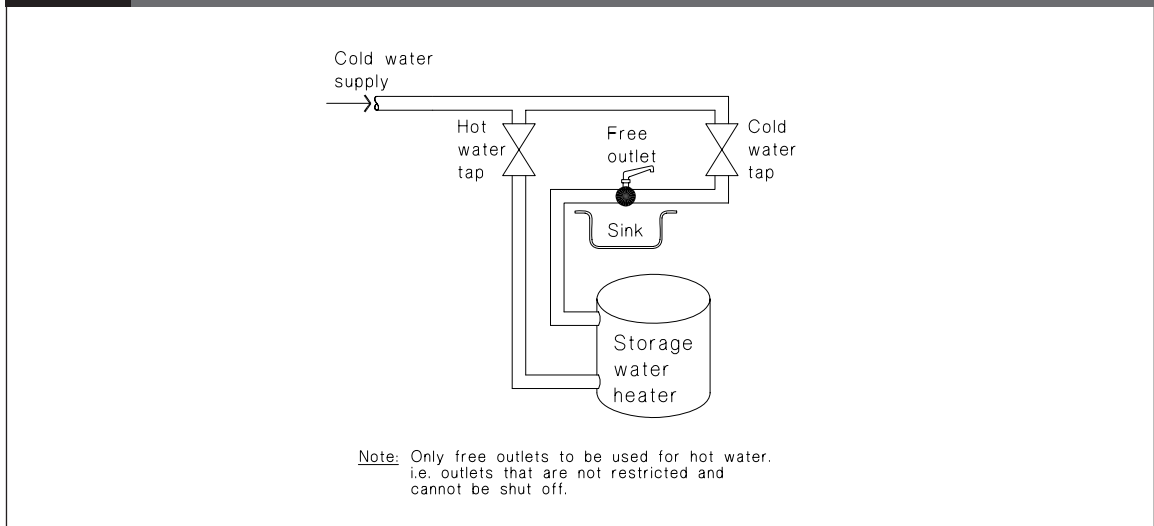 Cold water
supply
Hot
water
tap
Free
outlet
Cold
water
tap
Sink
Storage
water
heater
Note: Only free outlets to be used for hot water.
i.e. outlets that are not restricted and
cannot be shut off.